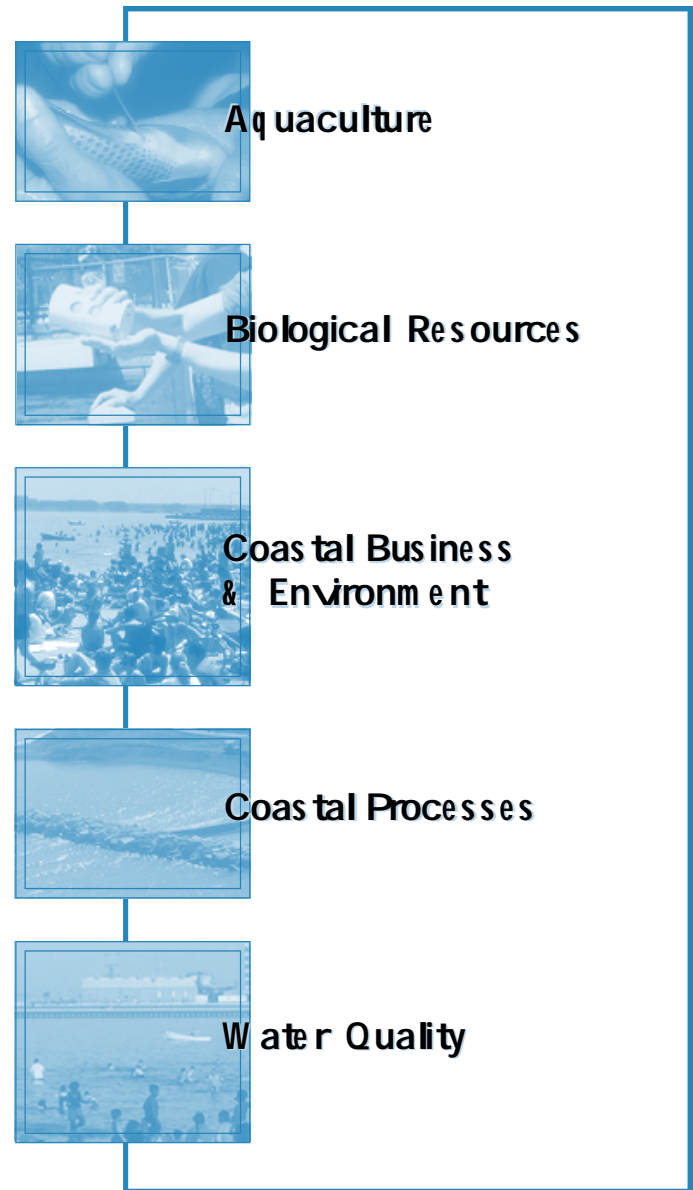 Aquaculture
Biological Resources
Coastal Business
& Environment
Coastal Processes
Water Quality